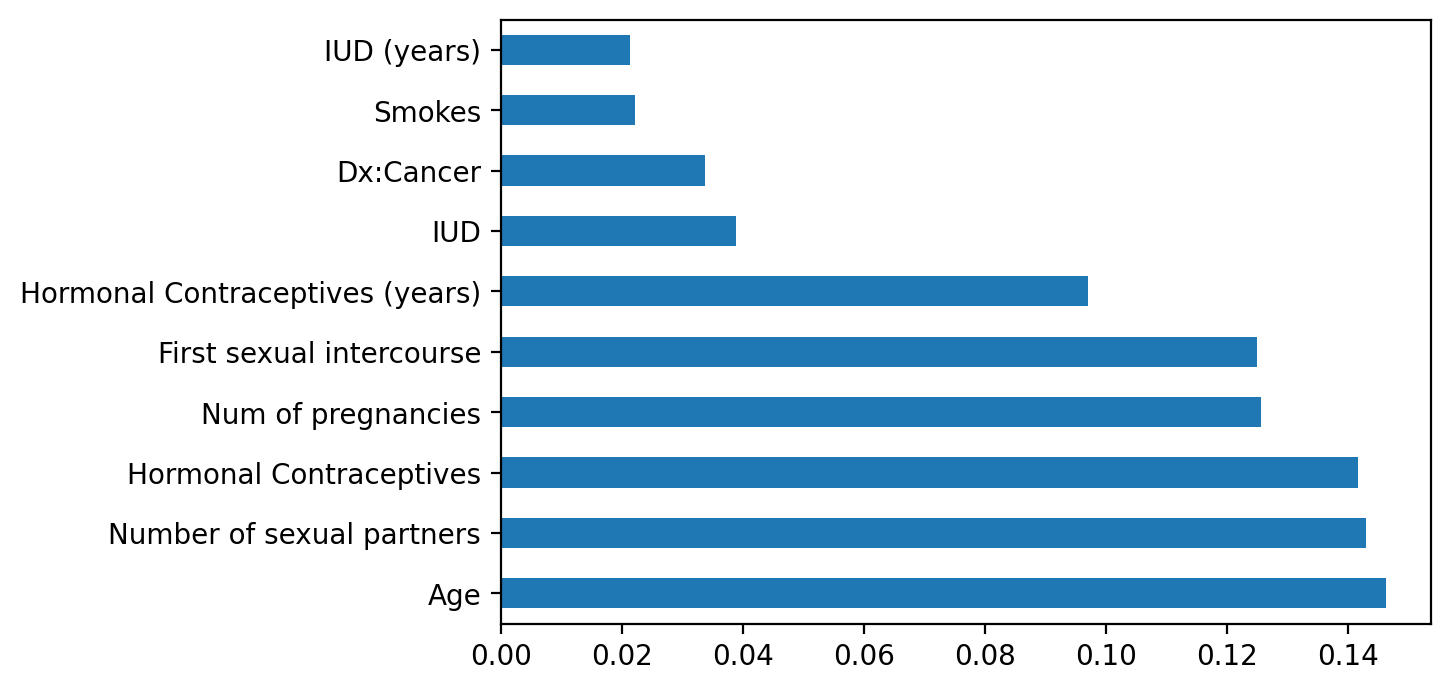 IUD (years)
Smokes
Dx:Cancer
IUD
Hormonal Contraceptives (years)
First sexual intercourse
Num of pregnancies
Hormonal Contraceptives
Number of sexual partners
Age
0.00 0.02 0.04 0.06 0.08 0.10 0.12 0.14